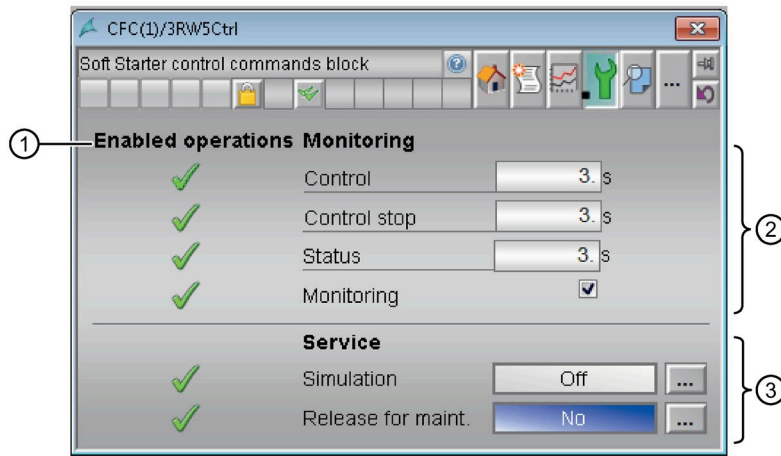 CFC(1)/3RW5Ctrl
Soft Starter control commands block
...
1 Enabled operations Monitoring
Control 3. s
Control stop 3. s
Status 3. s
Monitoring
2
Service
Simulation Off ...
Release for maint. No ...
3